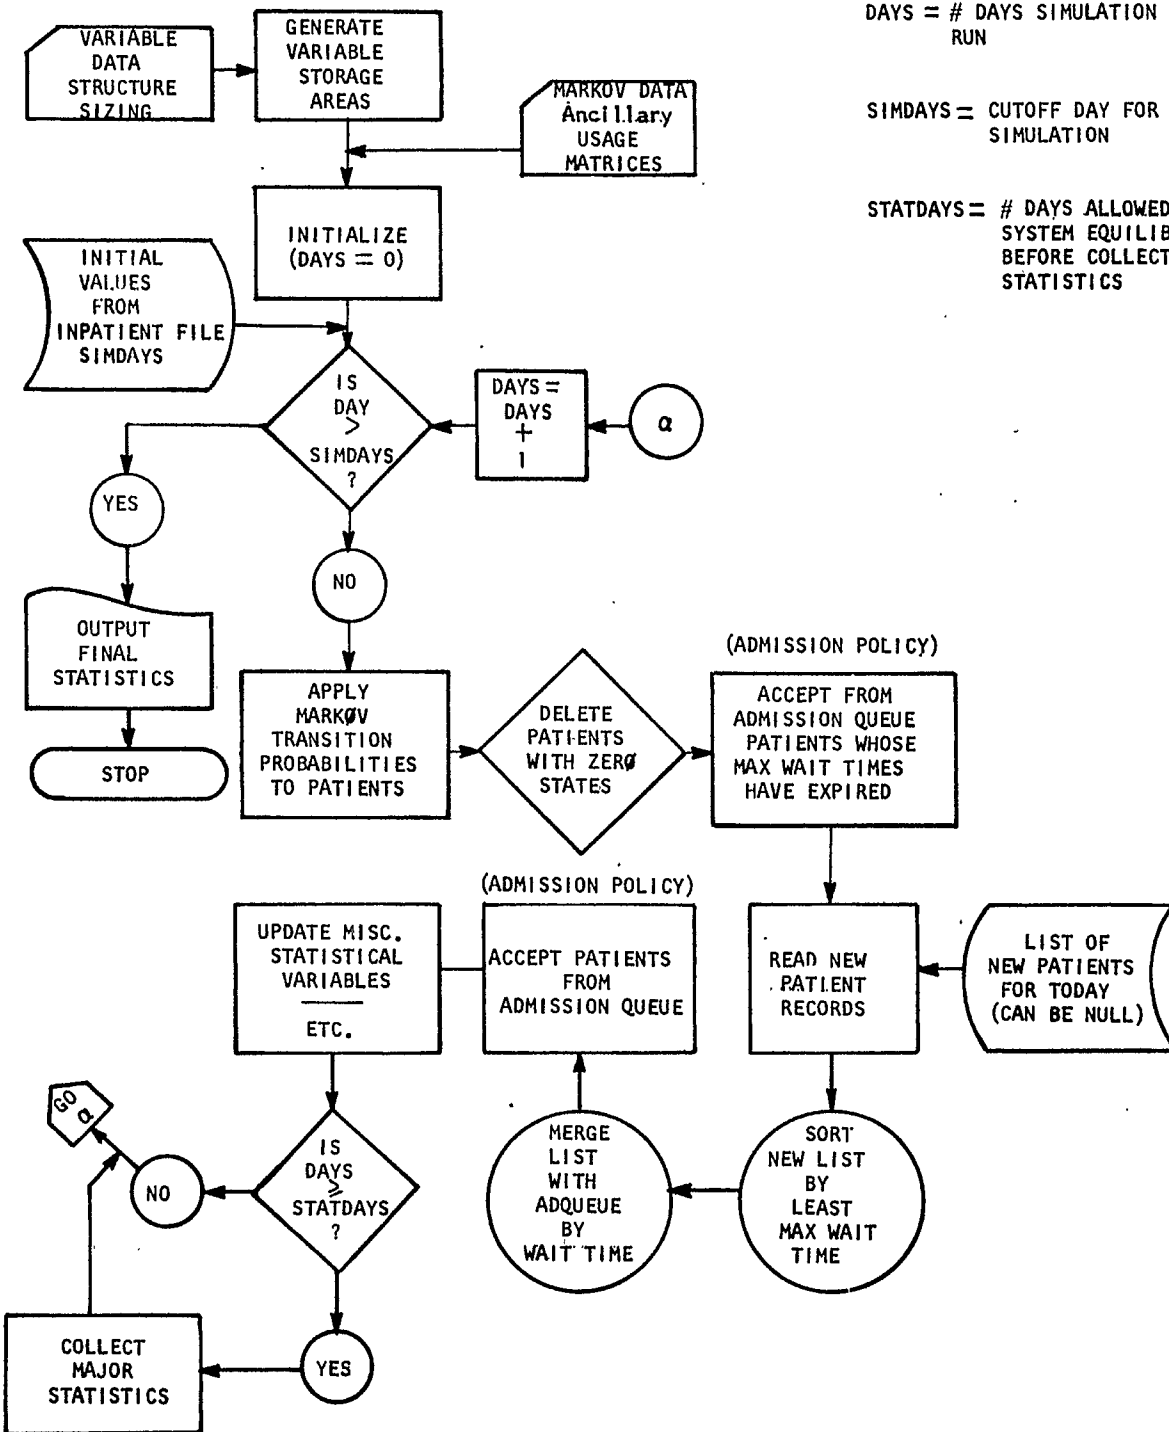 VARIABLE
DATA
STRUCTURE
SIZING
GENERATE
VARIABLE
STORAGE
AREAS
MARKOV DATA
Ancillary
USAGE
MATRICES
DAYS = # DAYS SIMULATION
RUN
SIMDAYS = CUTOFF DAY FOR
SIMULATION
STATDAYS = # DAYS ALLOWED
SYSTEM EQUILIB
BEFORE COLLECT
STATISTICS
INITIALIZE
(DAYS = 0)
INITIAL
VALUES
FROM
INPATIENT FILE
SIMDAYS
IS
DAY
>
SIMDAYS
?
DAYS =
DAYS
+
1
α
YES
NO
OUTPUT
FINAL
STATISTICS
STOP
APPLY
MARKØV
TRANSITION
PROBABILITIES
TO PATIENTS
DELETE
PATIENTS
WITH ZERØ
STATES
(ADMISSION POLICY)
ACCEPT FROM
ADMISSION QUEUE
PATIENTS WHOSE
MAX WAIT TIMES
HAVE EXPIRED
READ NEW
PATIENT
RECORDS
LIST OF
NEW PATIENTS
FOR TODAY
(CAN BE NULL)
SORT
NEW LIST
BY
LEAST
MAX WAIT
TIME
MERGE
LIST
WITH
ADQUEUE
BY
WAIT TIME
(ADMISSION POLICY)
ACCEPT PATIENTS
FROM
ADMISSION QUEUE
UPDATE MISC.
STATISTICAL
VARIABLES
ETC.
IS
DAYS
≥
STATDAYS
?
NO
GO
α
YES
COLLECT
MAJOR
STATISTICS